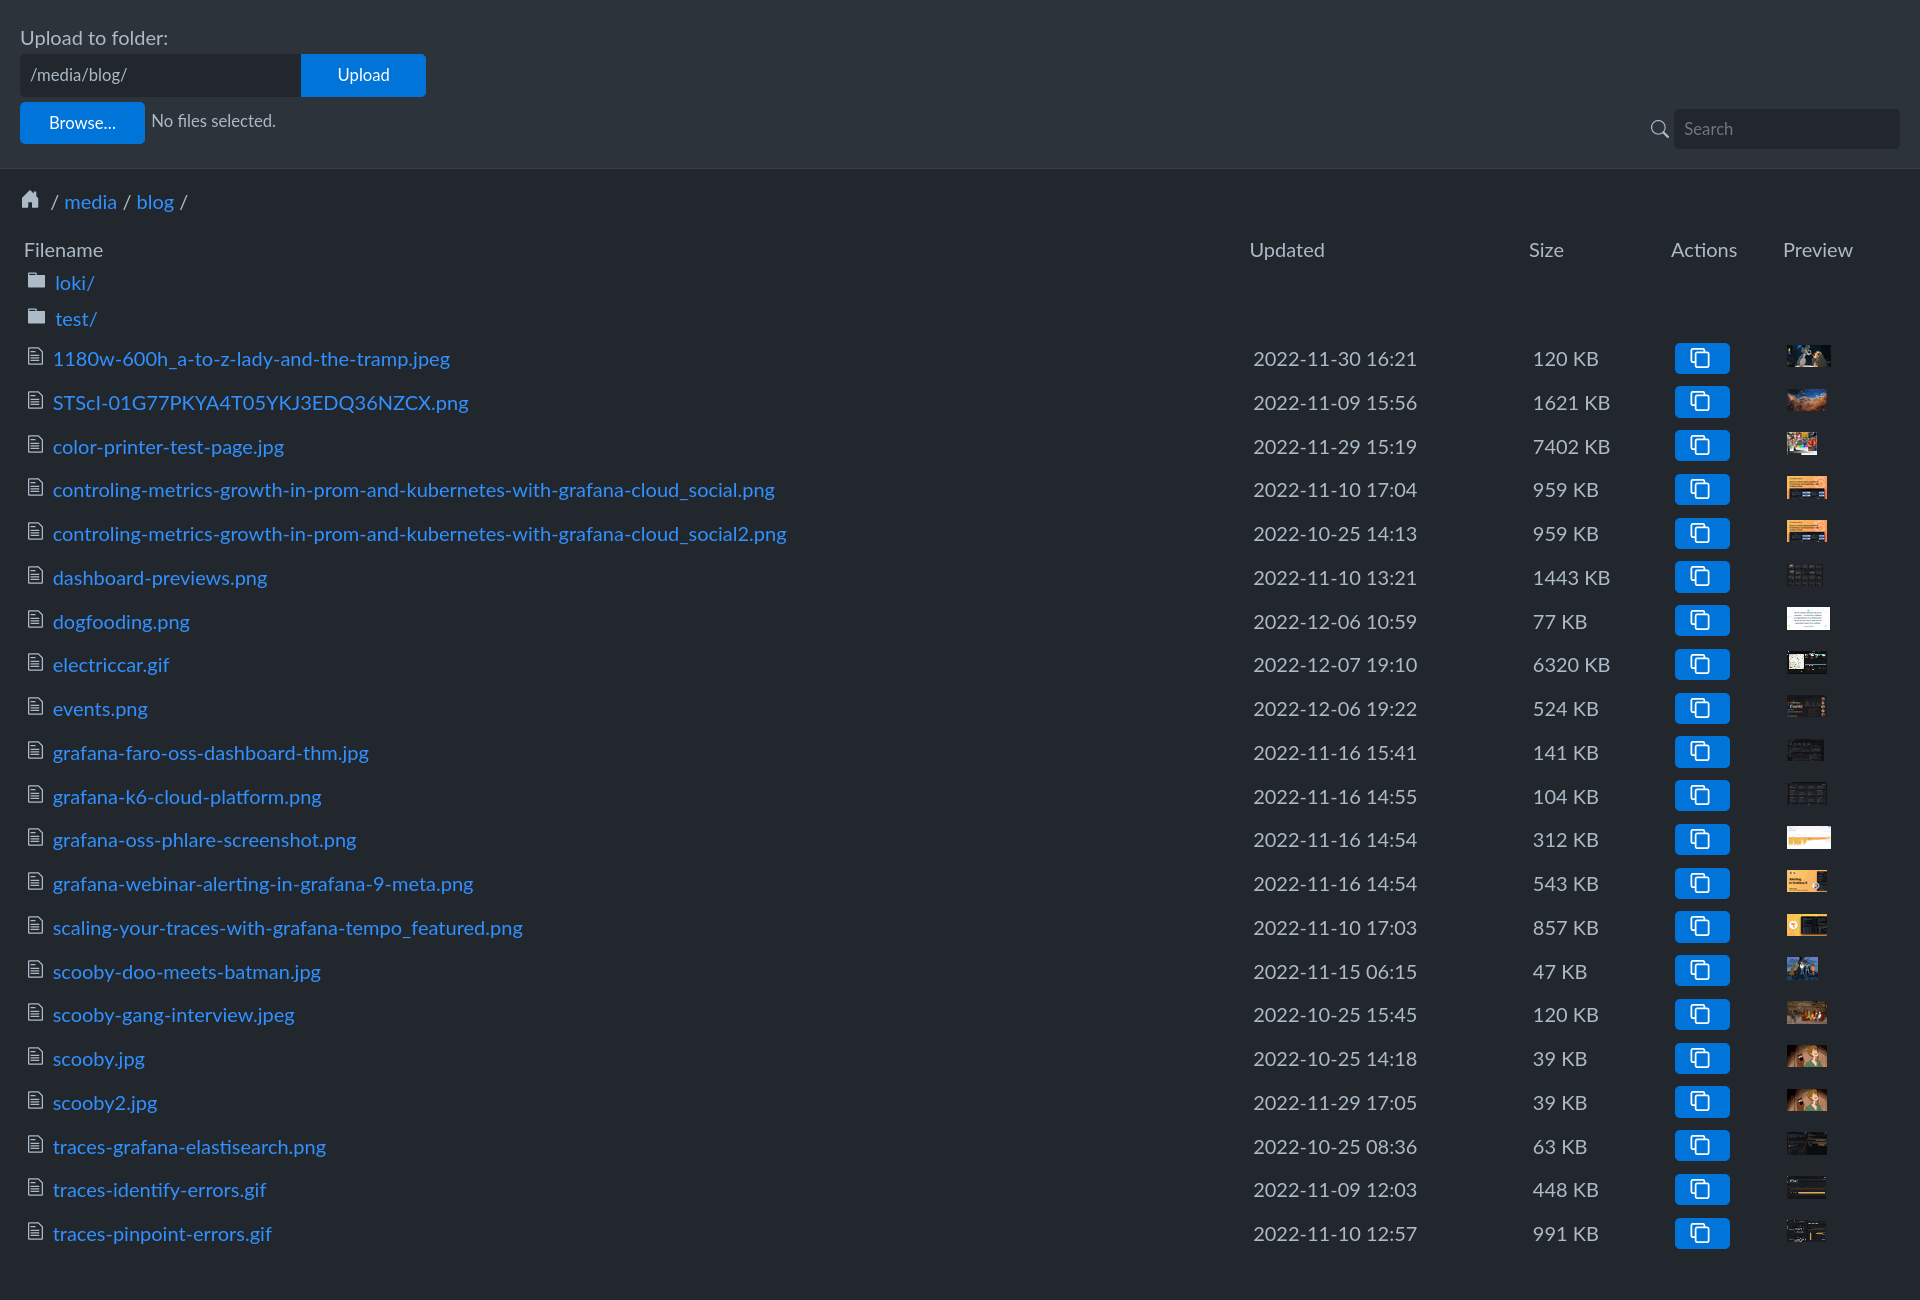 Upload to folder:
/media/blog/ Upload
Browse... No files selected.
Search
/ media / blog /
Filename Updated Size Actions Preview
loki/
test/
1180w-600h_a-to-z-lady-and-the-tramp.jpeg 2022-11-30 16:21 120 KB
STScI-01G77PKYA4T05YKJ3EDQ36NZCX.png 2022-11-09 15:56 1621 KB
color-printer-test-page.jpg 2022-11-29 15:19 7402 KB
controling-metrics-growth-in-prom-and-kubernetes-with-grafana-cloud_social.png 2022-11-10 17:04 959 KB
controling-metrics-growth-in-prom-and-kubernetes-with-grafana-cloud_social2.png 2022-10-25 14:13 959 KB
dashboard-previews.png 2022-11-10 13:21 1443 KB
dogfooding.png 2022-12-06 10:59 77 KB
electriccar.gif 2022-12-07 19:10 6320 KB
events.png 2022-12-06 19:22 524 KB
grafana-faro-oss-dashboard-thm.jpg 2022-11-16 15:41 141 KB
grafana-k6-cloud-platform.png 2022-11-16 14:55 104 KB
grafana-oss-phlare-screenshot.png 2022-11-16 14:54 312 KB
grafana-webinar-alerting-in-grafana-9-meta.png 2022-11-16 14:54 543 KB
scaling-your-traces-with-grafana-tempo_featured.png 2022-11-10 17:03 857 KB
scooby-doo-meets-batman.jpg 2022-11-15 06:15 47 KB
scooby-gang-interview.jpeg 2022-10-25 15:45 120 KB
scooby.jpg 2022-10-25 14:18 39 KB
scooby2.jpg 2022-11-29 17:05 39 KB
traces-grafana-elastisearch.png 2022-10-25 08:36 63 KB
traces-identify-errors.gif 2022-11-09 12:03 448 KB
traces-pinpoint-errors.gif 2022-11-10 12:57 991 KB